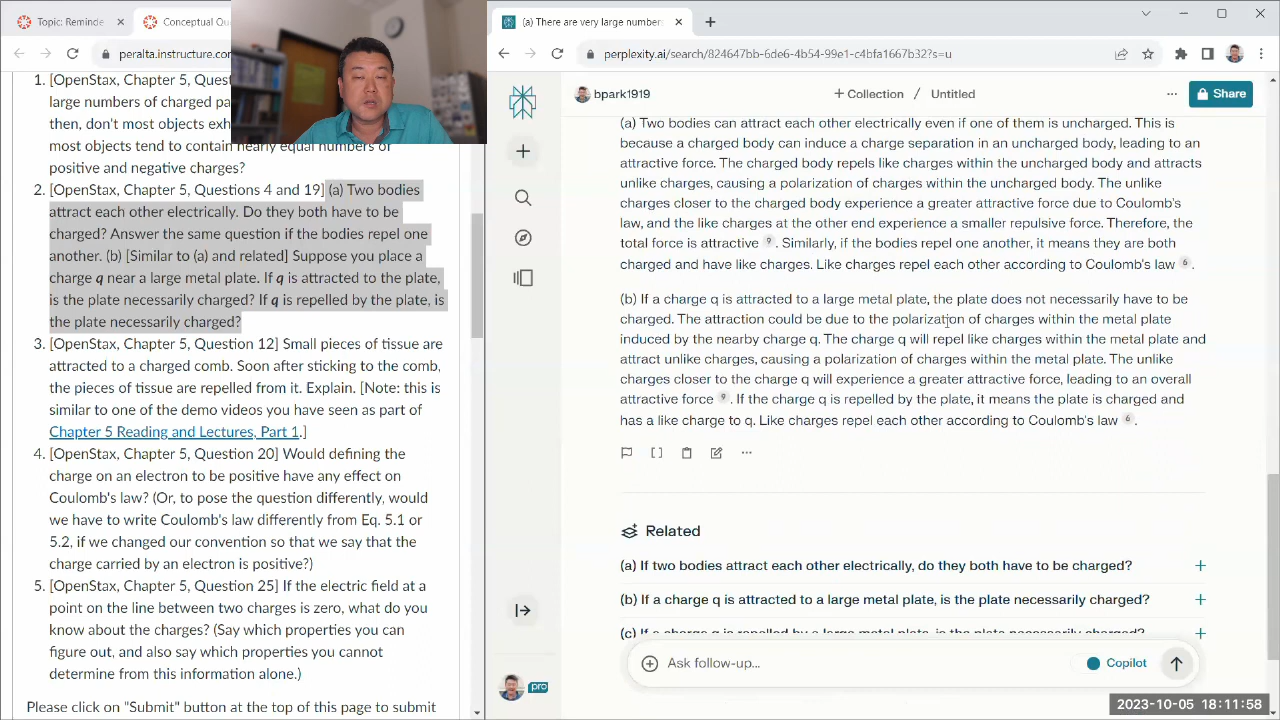 Topic: Reminde
Conceptual Qu
peralta.instructure.co
1. [OpenStax, Chapter 5, Quest
large numbers of charged pa
then, don't most objects exh
most objects tend to contain nearly equal numbers of
positive and negative charges?
2. [OpenStax, Chapter 5, Questions 4 and 19] (a) Two bodies
attract each other electrically. Do they both have to be
charged? Answer the same question if the bodies repel one
another. (b) [Similar to (a) and related] Suppose you place a
charge q near a large metal plate. If q is attracted to the plate,
is the plate necessarily charged? If q is repelled by the plate, is
the plate necessarily charged?
3. [OpenStax, Chapter 5, Question 12] Small pieces of tissue are
attracted to a charged comb. Soon after sticking to the comb,
the pieces of tissue are repelled from it. Explain. [Note: this is
similar to one of the demo videos you have seen as part of
Chapter 5 Reading and Lectures, Part 1.]
4. [OpenStax, Chapter 5, Question 20] Would defining the
charge on an electron to be positive have any effect on
Coulomb's law? (Or, to pose the question differently, would
we have to write Coulomb's law differently from Eq. 5.1 or
5.2, if we changed our convention so that we say that the
charge carried by an electron is positive?)
5. [OpenStax, Chapter 5, Question 25] If the electric field at a
point on the line between two charges is zero, what do you
know about the charges? (Say which properties you can
figure out, and also say which properties you cannot
determine from this information alone.)
Please click on "Submit" button at the top of this page to submit
(a) There are very large number
perplexity.ai/search/824647bb-6de6-4b54-99e1-c4bfa1667b32?s=u
bpark1919
Collection / Untitled
Share
(a) Two bodies can attract each other electrically even if one of them is uncharged. This is
because a charged body can induce a charge separation in an uncharged body, leading to an
attractive force. The charged body repels like charges within the uncharged body and attracts
unlike charges, causing a polarization of charges within the uncharged body. The unlike
charges closer to the charged body experience a greater attractive force due to Coulomb's
law, and the like charges at the other end experience a smaller repulsive force. Therefore, the
total force is attractive 9. Similarly, if the bodies repel one another, it means they are both
charged and have like charges. Like charges repel each other according to Coulomb's law 6.
(b) If a charge q is attracted to a large metal plate, the plate does not necessarily have to be
charged. The attraction could be due to the polarization of charges within the metal plate
induced by the nearby charge q. The charge q will repel like charges within the metal plate and
attract unlike charges, causing a polarization of charges within the metal plate. The unlike
charges closer to the charge q will experience a greater attractive force, leading to an overall
attractive force 9. If the charge q is repelled by the plate, it means the plate is charged and
has a like charge to q. Like charges repel each other according to Coulomb's law 6.
Related
(a) If two bodies attract each other electrically, do they both have to be charged?
(b) If a charge q is attracted to a large metal plate, is the plate necessarily charged?
(c) If a charge q is repelled by a large metal plate, is the plate necessarily charged?
Ask follow-up...
Copilot
pro
2023-10-05 18:11:58